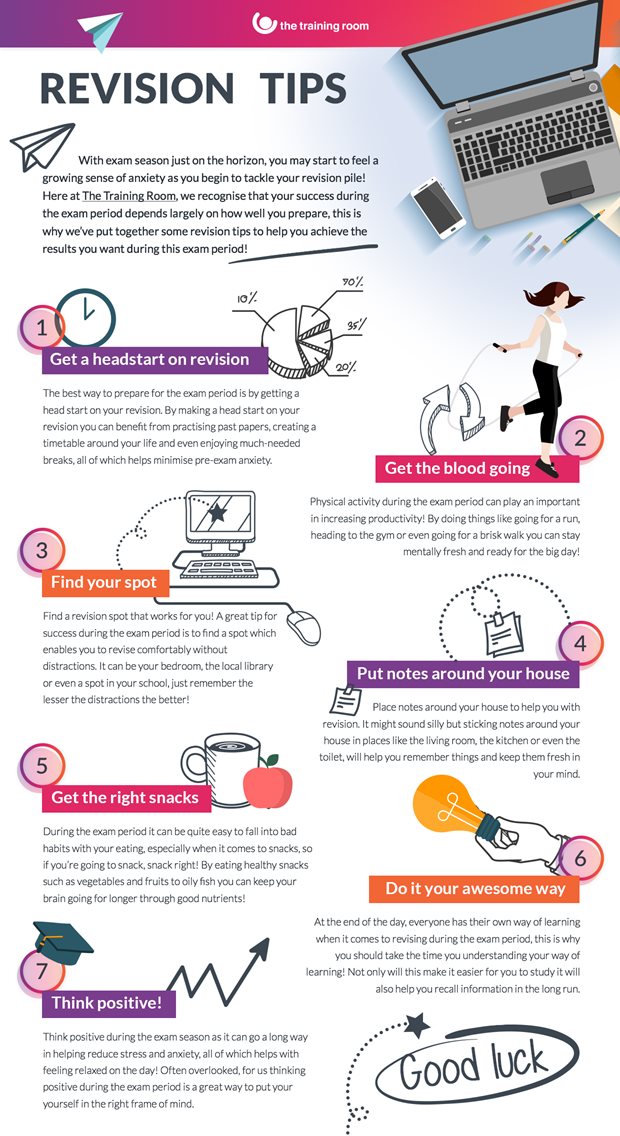 the training room
REVISION TIPS
With exam season just on the horizon, you may start to feel a
growing sense of anxiety as you begin to tackle your revision pile!
Here at The Training Room, we recognise that your success during
the exam period depends largely on how well you prepare, this is
why we've put together some revision tips to help you achieve the
results you want during this exam period!
1
10%
70%
35%
20%
Get a headstart on revision
The best way to prepare for the exam period is by getting a
head start on your revision. By making a head start on your
revision you can benefit from practising past papers, creating a
timetable around your life and even enjoying much-needed
breaks, all of which helps minimise pre-exam anxiety.
2
Get the blood going
Physical activity during the exam period can play an important
in increasing productivity! By doing things like going for a run,
heading to the gym or even going for a brisk walk you can stay
mentally fresh and ready for the big day!
3
Find your spot
Find a revision spot that works for you! A great tip for
success during the exam period is to find a spot which
enables you to revise comfortably without
distractions. It can be your bedroom, the local library
or even a spot in your school, just remember the
lesser the distractions the better!
4
Put notes around your house
Place notes around your house to help you with
revision. It might sound silly but sticking notes around your
house in places like the living room, the kitchen or even the
toilet, will help you remember things and keep them fresh in
your mind.
5
Get the right snacks
During the exam period it can be quite easy to fall into bad
habits with your eating, especially when it comes to snacks, so
if you're going to snack, snack right! By eating healthy snacks
such as vegetables and fruits to oily fish you can keep your
brain going for longer through good nutrients!
6
Do it your awesome way
At the end of the day, everyone has their own way of learning
when it comes to revising during the exam period, this is why
you should take the time you understanding your way of
learning! Not only will this make it easier for you to study it will
also help you recall information in the long run.
7
Think positive!
Think positive during the exam season as it can go a long way
in helping reduce stress and anxiety, all of which helps with
feeling relaxed on the day! Often overlooked, for us thinking
positive during the exam period is a great way to put your
yourself in the right frame of mind.
Good luck